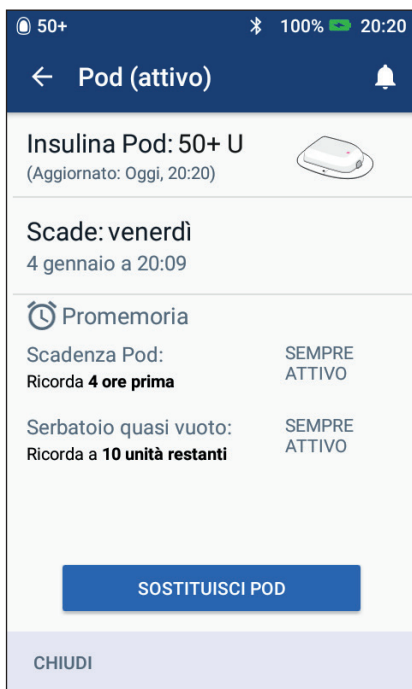 50+ 100% 20:20
Pod (attivo)
Insulina Pod: 50+ U
(Aggiornato: Oggi, 20:20)
Scade: venerdì
4 gennaio a 20:09
Promemoria
Scadenza Pod: SEMPRE
Ricorda 4 ore prima ATTIVO
Serbatoio quasi vuoto: SEMPRE
Ricorda a 10 unità restanti ATTIVO
SOSTITUISCI POD
CHIUDI